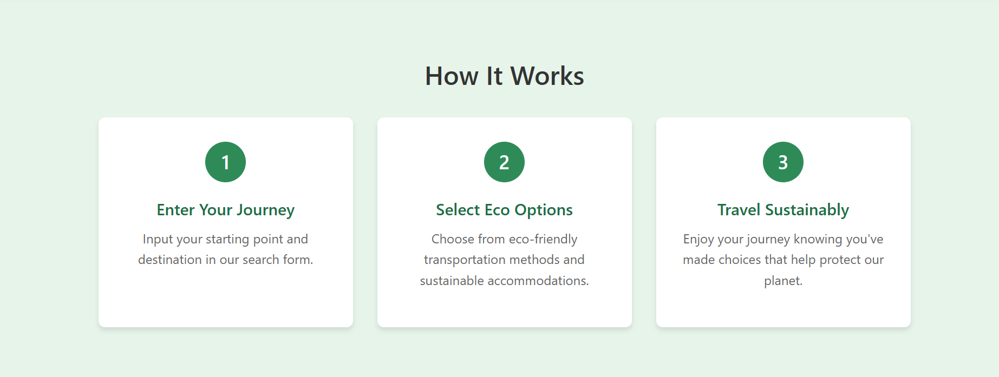 How It Works
1
Enter Your Journey
Input your starting point and
destination in our search form.
2
Select Eco Options
Choose from eco-friendly
transportation methods and
sustainable accommodations.
3
Travel Sustainably
Enjoy your journey knowing you've
made choices that help protect our
planet.